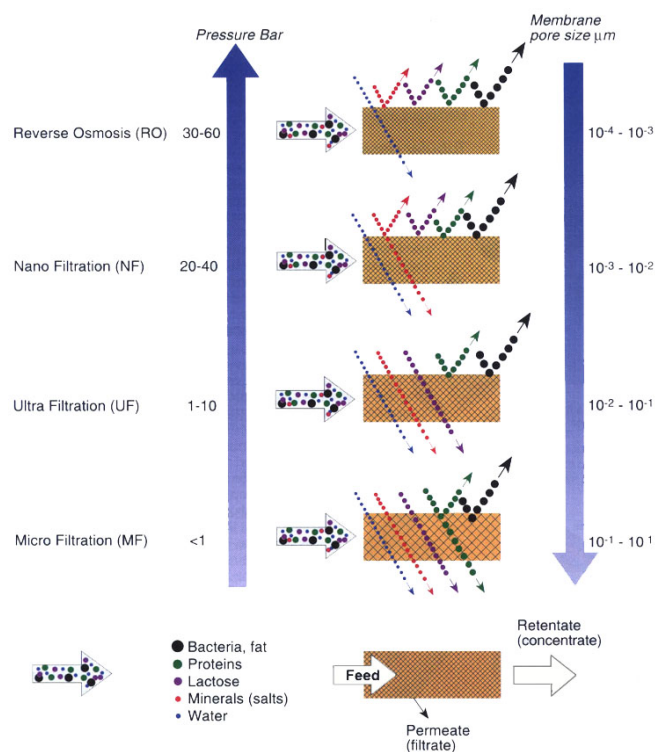 Pressure Bar
Membrane
pore size µm
Reverse Osmosis (RO) 30-60 10⁻⁴ - 10⁻³
Nano Filtration (NF) 20-40 10⁻³ - 10⁻²
Ultra Filtration (UF) 1-10 10⁻² - 10⁻¹
Micro Filtration (MF) <1 10⁻¹ - 10¹
Bacteria, fat
Proteins
Lactose
Minerals (salts)
Water
Feed
Retentate
(concentrate)
Permeate
(filtrate)